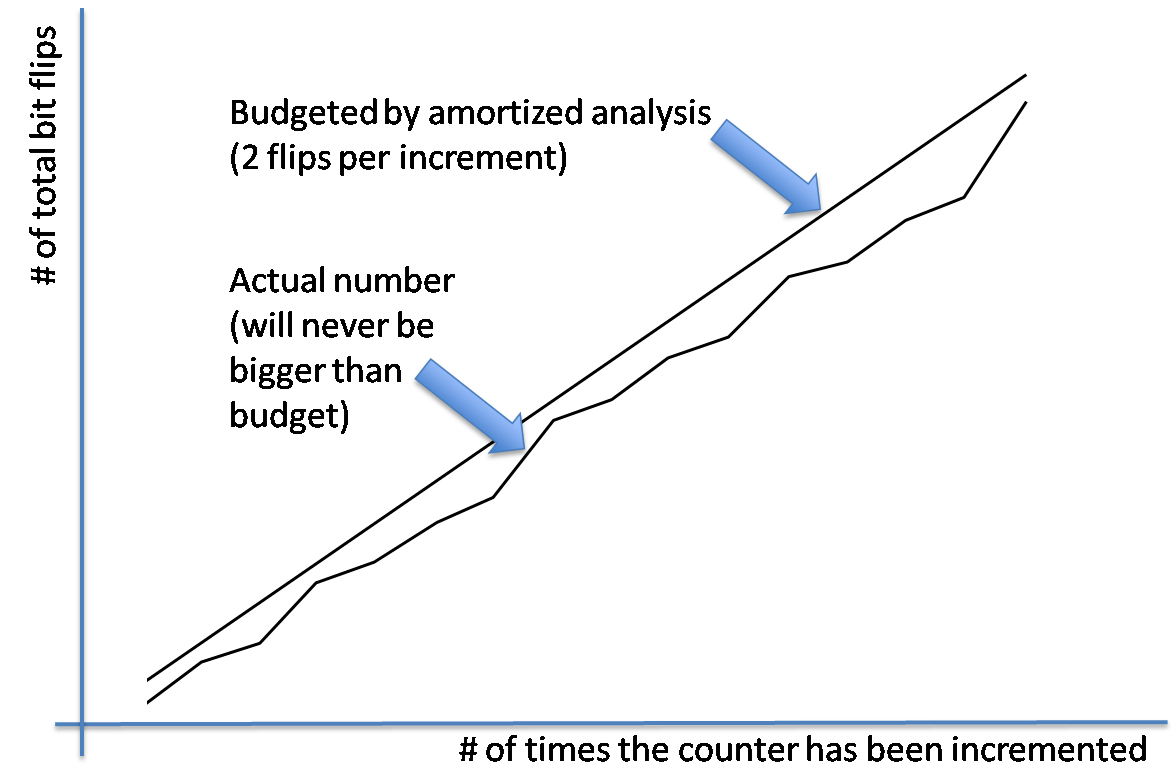 # of total bit flips
Budgeted by amortized analysis
(2 flips per increment)
Actual number
(will never be
bigger than
budget)
# of times the counter has been incremented